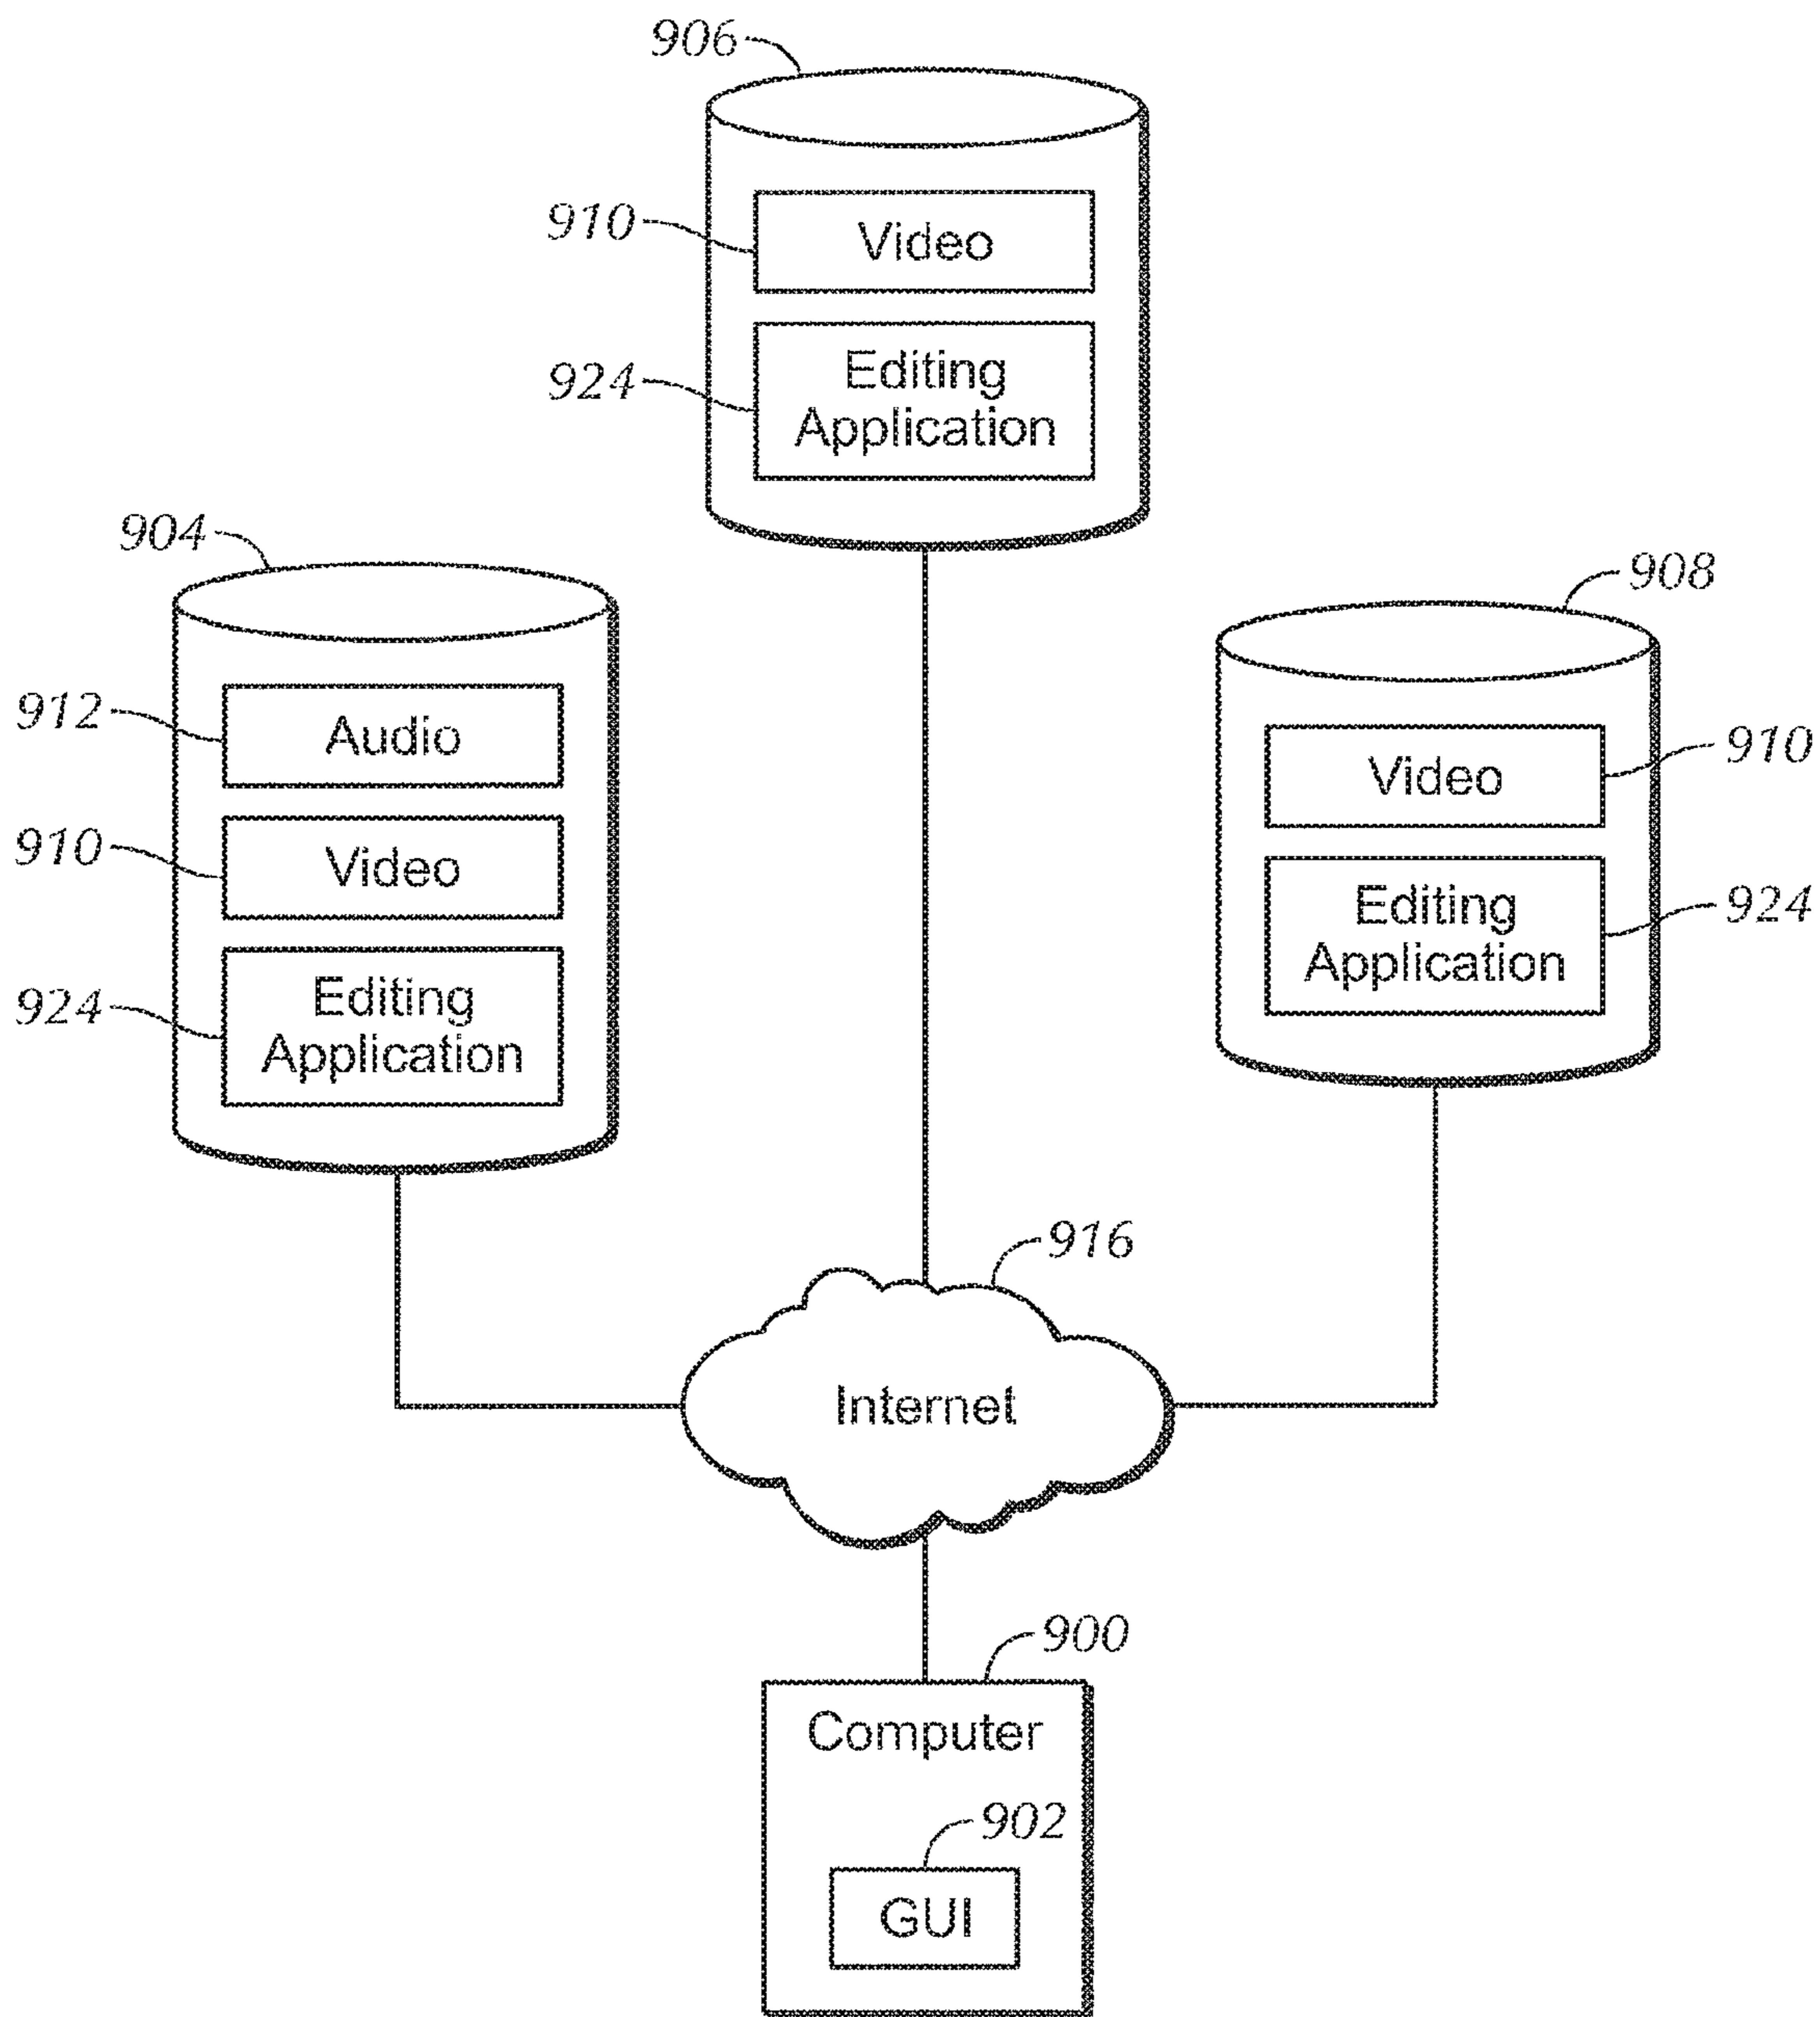 906
910
Video
924
Editing
Application
904
912
Audio
910
Video
924
Editing
Application
908
Video
910
Editing
Application
924
916
Internet
900
Computer
902
GUI